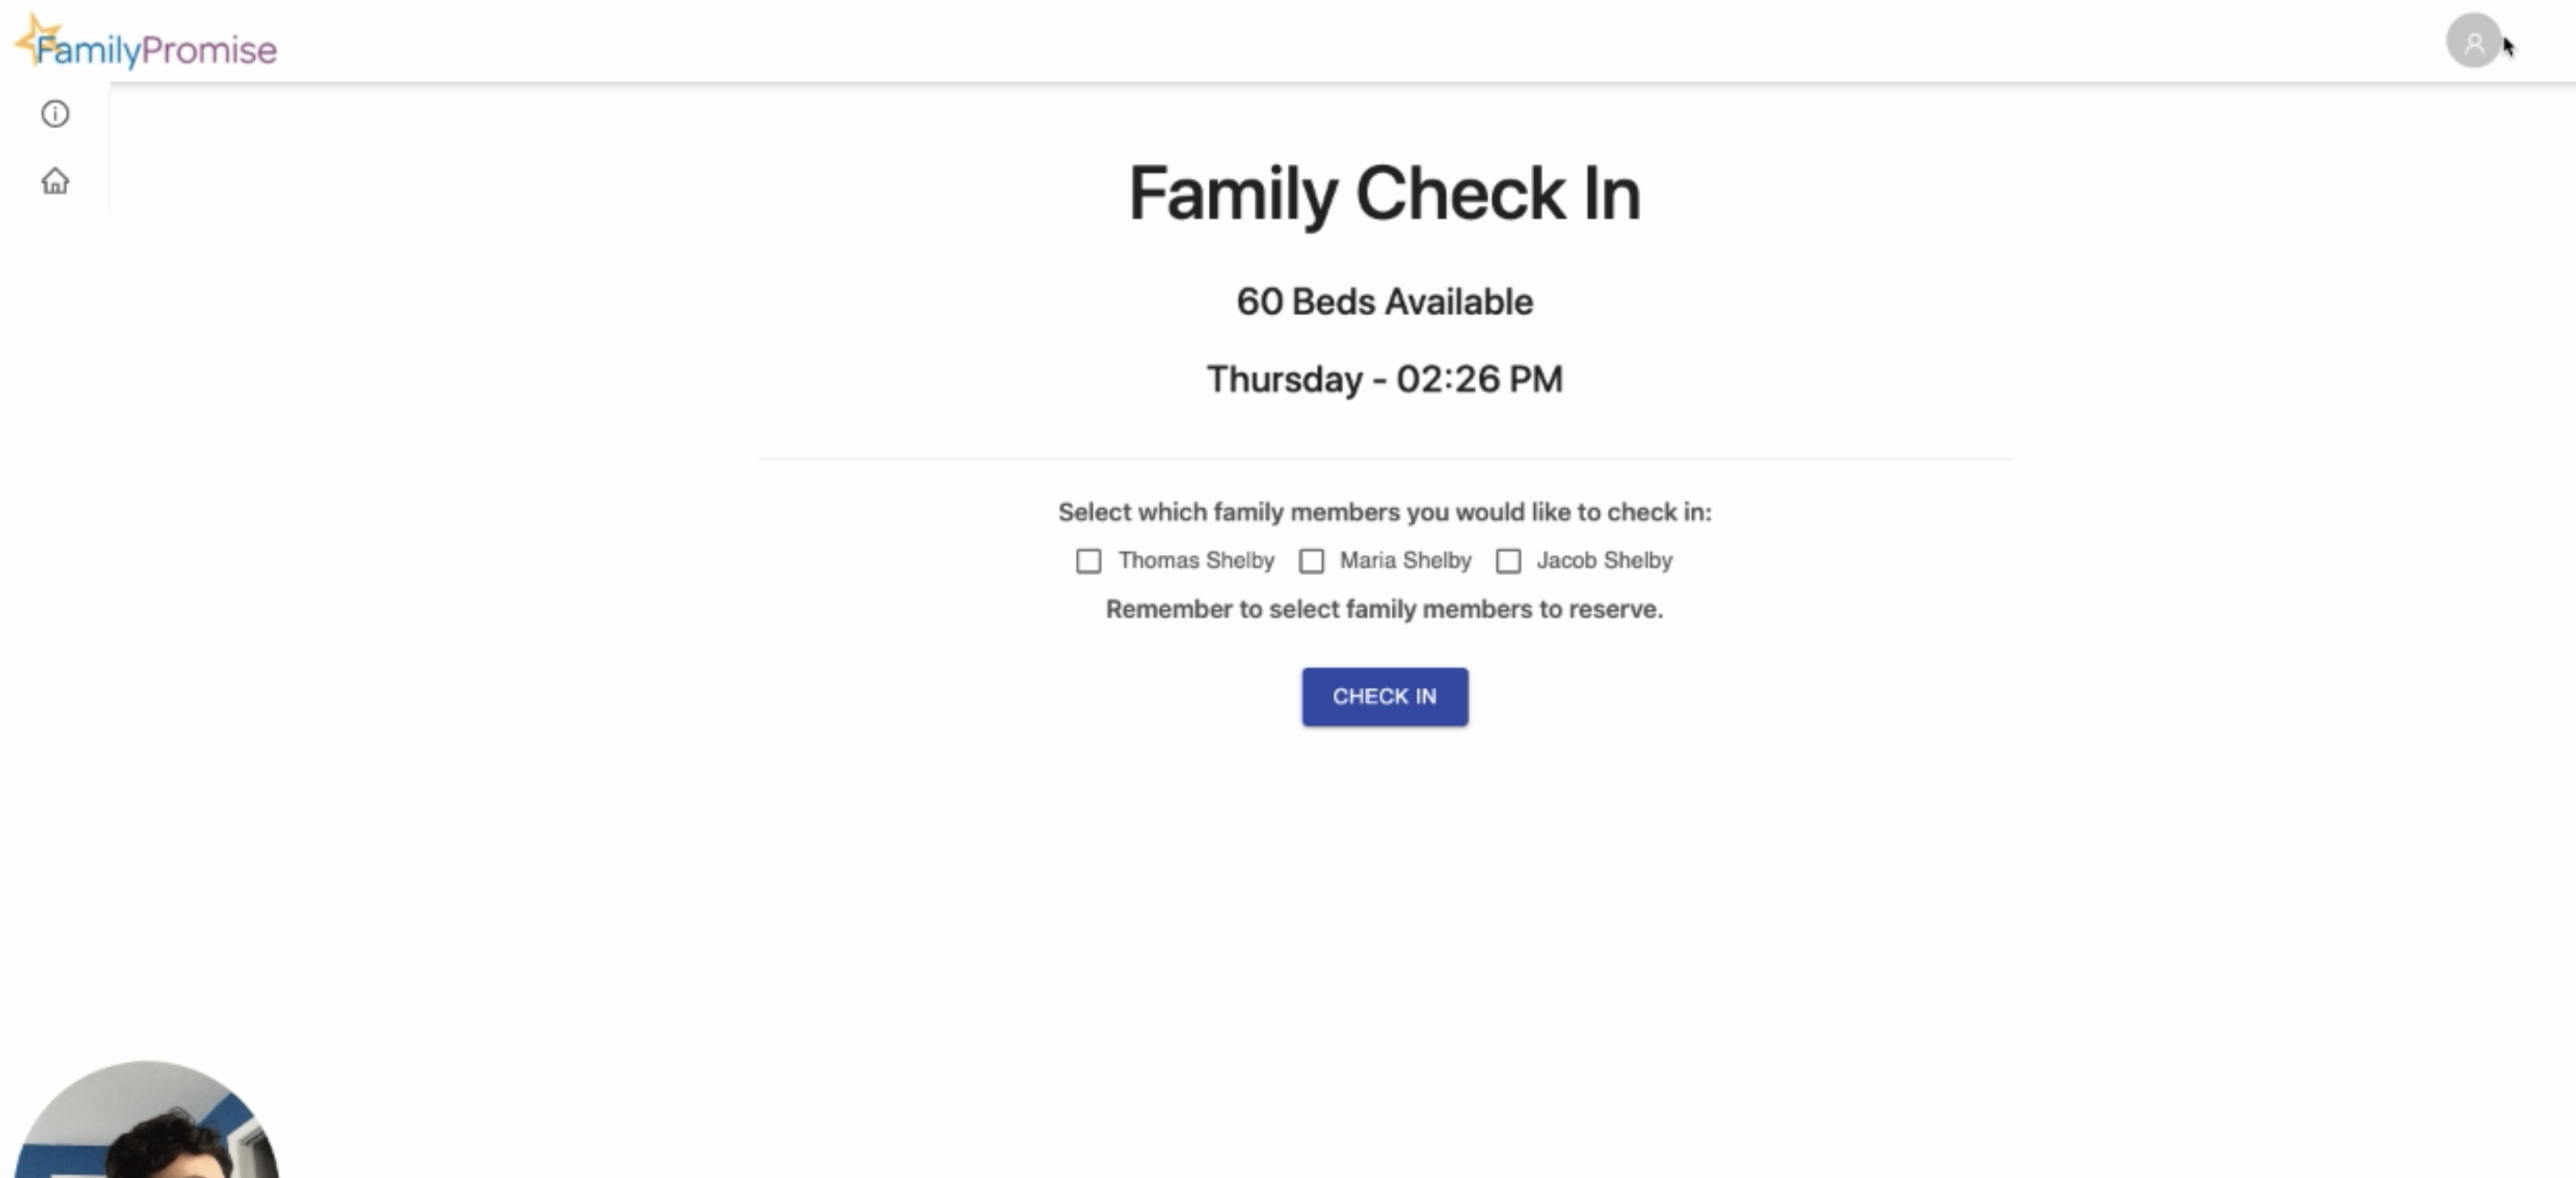 FamilyPromise
Family Check In
60 Beds Available
Thursday - 02:26 PM
Select which family members you would like to check in:
Thomas Shelby Maria Shelby Jacob Shelby
Remember to select family members to reserve.
CHECK IN